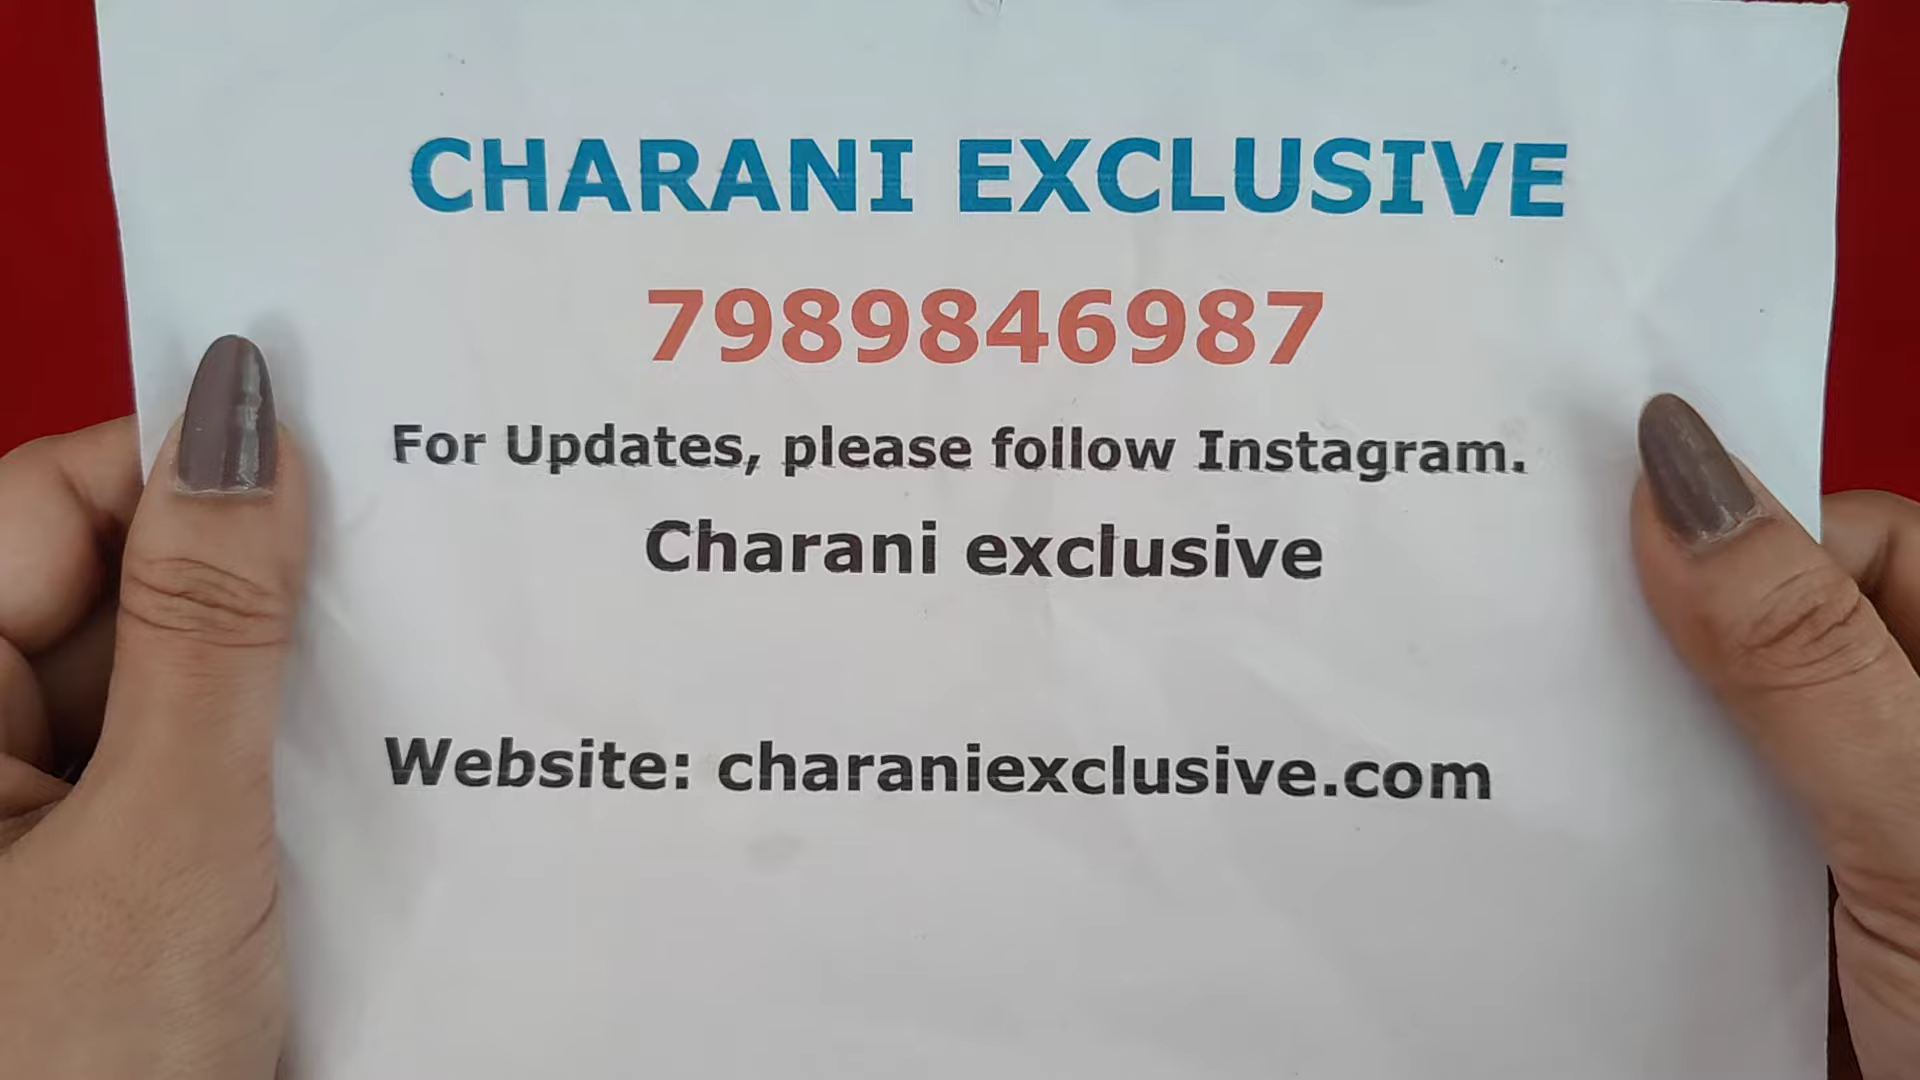 CHARANI EXCLUSIVE
7989846987
For Updates, please follow Instagram.
Charani exclusive
Website: charaniexclusive.com